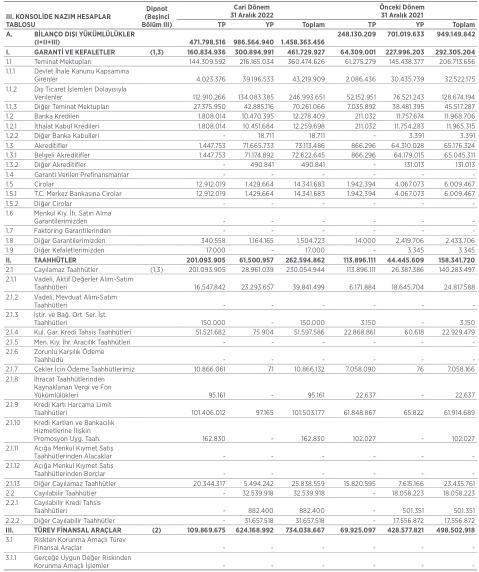 III. KONSOLİDE NAZIM HESAPLAR TABLOSU Dipnot (Beşinci Bölüm III) Cari Dönem 31 Aralık 2022 Önceki Dönem 31 Aralık 2021
TP YP Toplam TP YP Toplam
A. BİLANÇO DIŞI YÜKÜMLÜLÜKLER (I+II+III) 471.798.516 986.564.940 1.458.363.456 248.130.209 701.019.633 949.149.842
I. GARANTİ VE KEFALETLER (1,3) 160.834.936 300.894.991 461.729.927 64.309.001 227.996.203 292.305.204
1.1 Teminat Mektupları 144.309.592 216.165.034 360.474.626 61.275.279 145.438.377 206.713.656
1.1.1 Devlet İhale Kanunu Kapsamına Girenler 4.023.376 39.196.533 43.219.909 2.086.436 30.435.739 32.522.175
1.1.2 Dış Ticaret İşlemleri Dolayısıyla Verilenler 112.910.266 134.083.385 246.993.651 52.152.951 76.521.243 128.674.194
1.1.3 Diğer Teminat Mektupları 27.375.950 42.885.116 70.261.066 7.035.892 38.481.395 45.517.287
1.2 Banka Kredileri 1.808.014 10.470.395 12.278.409 211.032 11.757.674 11.968.706
1.2.1 İthalat Kabul Kredileri 1.808.014 10.451.684 12.259.698 211.032 11.754.283 11.965.315
1.2.2 Diğer Banka Kabulleri - 18.711 18.711 - 3.391 3.391
1.3 Akreditifler 1.447.753 71.665.733 73.113.486 866.296 64.310.028 65.176.324
1.3.1 Belgeli Akreditifler 1.447.753 71.174.892 72.622.645 866.296 64.179.015 65.045.311
1.3.2 Diğer Akreditifler - 490.841 490.841 - 131.013 131.013
1.4 Garanti Verilen Prefinansmanlar - - - - - -
1.5 Cirolar 12.912.019 1.429.664 14.341.683 1.942.394 4.067.073 6.009.467
1.5.1 T.C. Merkez Bankasına Cirolar 12.912.019 1.429.664 14.341.683 1.942.394 4.067.073 6.009.467
1.5.2 Diğer Cirolar - - - - - -
1.6 Menkul Kıy. İh. Satın Alma Garantilerimizden - - - - - -
1.7 Faktoring Garantilerinden - - - - - -
1.8 Diğer Garantilerimizden 340.558 1.164.165 1.504.723 14.000 2.419.706 2.433.706
1.9 Diğer Kefaletlerimizden 17.000 - 17.000 - 3.345 3.345
II. TAAHHÜTLER 201.093.905 61.500.957 262.594.862 113.896.111 44.445.609 158.341.720
2.1 Cayılamaz Taahhütler (1,3) 201.093.905 28.961.039 230.054.944 113.896.111 26.387.386 140.283.497
2.1.1 Vadeli, Aktif Değerler Alım-Satım Taahhütleri 16.547.842 23.293.657 39.841.499 6.171.884 18.645.704 24.817.588
2.1.2 Vadeli, Mevduat Alım-Satım Taahhütleri - - - - - -
2.1.3 İştir. ve Bağ. Ort. Ser. İşt. Taahhütleri 150.000 - 150.000 3.150 - 3.150
2.1.4 Kul. Gar. Kredi Tahsis Taahhütleri 51.521.682 75.904 51.597.586 22.868.861 60.618 22.929.479
2.1.5 Men. Kıy. İhr. Aracılık Taahhütleri - - - - - -
2.1.6 Zorunlu Karşılık Ödeme Taahhüdü - - - - - -
2.1.7 Çekler İçin Ödeme Taahhütlerimiz 10.866.061 71 10.866.132 7.058.090 76 7.058.166
2.1.8 İhracat Taahhütlerinden Kaynaklanan Vergi ve Fon Yükümlülükleri 95.161 - 95.161 22.637 - 22.637
2.1.9 Kredi Kartı Harcama Limit Taahhütleri 101.406.012 97.165 101.503.177 61.848.867 65.822 61.914.689
2.1.10 Kredi Kartları ve Bankacılık Hizmetlerine İlişkin Promosyon Uyg. Taah. 162.830 - 162.830 102.027 - 102.027
2.1.11 Açığa Menkul Kıymet Satış Taahhütlerinden Alacaklar - - - - - -
2.1.12 Açığa Menkul Kıymet Satış Taahhütlerinden Borçlar - - - - - -
2.1.13 Diğer Cayılamaz Taahhütler 20.344.317 5.494.242 25.838.559 15.820.595 7.615.166 23.435.761
2.2 Cayılabilir Taahhütler - 32.539.918 32.539.918 - 18.058.223 18.058.223
2.2.1 Cayılabilir Kredi Tahsis Taahhütleri - 882.400 882.400 - 501.351 501.351
2.2.2 Diğer Cayılabilir Taahhütler - 31.657.518 31.657.518 - 17.556.872 17.556.872
III. TÜREV FİNANSAL ARAÇLAR (2) 109.869.675 624.168.992 734.038.667 69.925.097 428.577.821 498.502.918
3.1 Riskten Korunma Amaçlı Türev Finansal Araçlar - - - - - -
3.1.1 Gerçeğe Uygun Değer Riskinden Korunma Amaçlı İşlemler - - - - - -